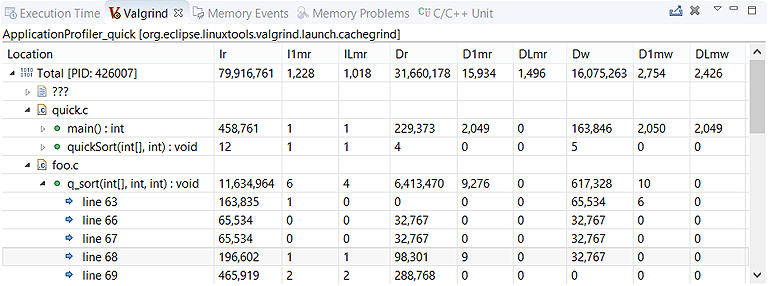 Execution Time Valgrind Memory Events Memory Problems C/C++ Unit
ApplicationProfiler_quick [org.eclipse.linuxtools.valgrind.launch.cachegrind]
Location Ir I1mr ILmr Dr D1mr DLmr Dw D1mw DLmw
Total [PID: 426007] 79,916,761 1,228 1,018 31,660,178 15,934 1,496 16,075,263 2,754 2,426
???
quick.c
main() : int 458,761 1 1 229,373 2,049 0 163,846 2,050 2,049
quickSort(int[], int) : void 12 1 1 4 0 0 5 0 0
foo.c
q_sort(int[], int, int) : void 11,634,964 6 4 6,413,470 9,276 0 617,328 10 0
line 63 163,835 1 0 0 0 0 65,534 6 0
line 66 65,534 0 0 32,767 0 0 32,767 0 0
line 67 65,534 0 0 32,767 0 0 32,767 0 0
line 68 196,602 1 1 98,301 9 0 32,767 0 0
line 69 465,919 2 2 288,768 0 0 0 0 0